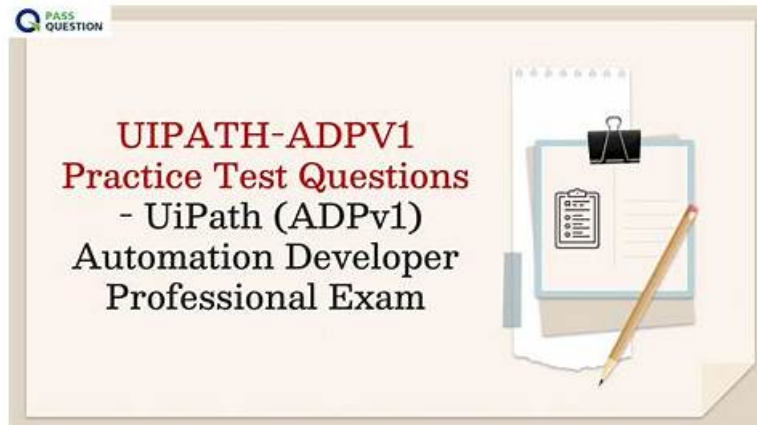 PASS
QUESTION
UIPATH-ADPV1
Practice Test Questions
- UiPath (ADPv1)
Automation Developer
Professional Exam